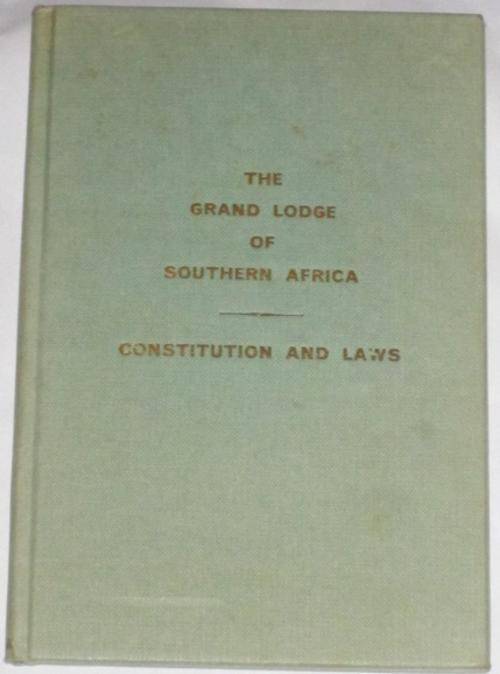 THE
GRAND LODGE
OF
SOUTHERN AFRICA
CONSTITUTION AND LAWS